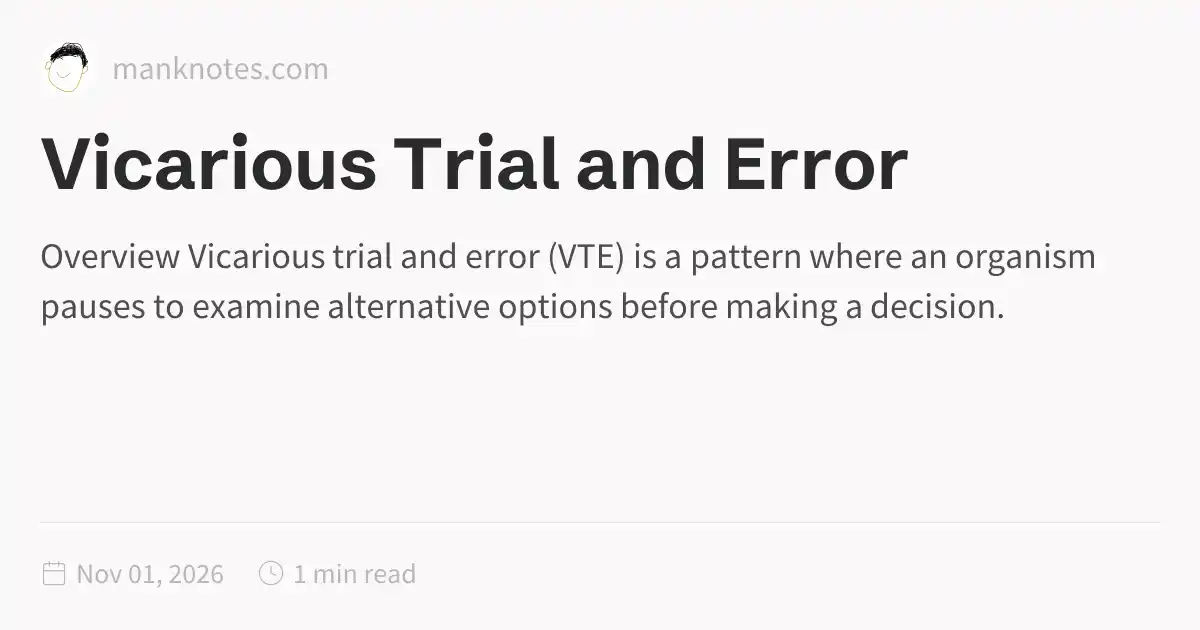 manknotes.com
Vicarious Trial and Error
Overview Vicarious trial and error (VTE) is a pattern where an organism
pauses to examine alternative options before making a decision.
Nov 01, 2026 1 min read